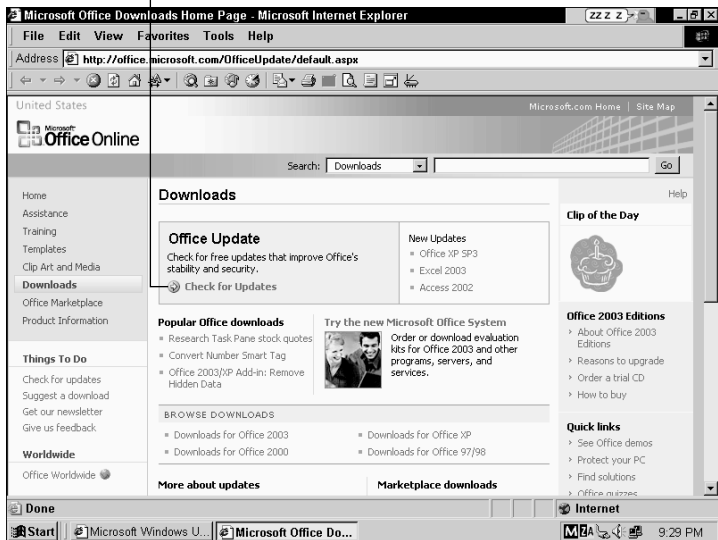 Microsoft Office Downloads Home Page - Microsoft Internet Explorer
ZZ Z Z
File Edit View Favorites Tools Help
Address http://office.microsoft.com/OfficeUpdate/default.aspx
United States
Microsoft.com Home | Site Map
Microsoft
Office Online
Search: Downloads Go
Home
Assistance
Training
Templates
Clip Art and Media
Downloads
Office Marketplace
Product Information
Things To Do
Check for updates
Suggest a download
Get our newsletter
Give us feedback
Worldwide
Office Worldwide
Downloads
Help
Office Update
Check for free updates that improve Office's
stability and security.
Check for Updates
New Updates
Office XP SP3
Excel 2003
Access 2002
Popular Office downloads
Research Task Pane stock quotes
Convert Number Smart Tag
Office 2003/XP Add-in: Remove
Hidden Data
Try the new Microsoft Office System
Order or download evaluation
kits for Office 2003 and other
programs, servers, and
services.
BROWSE DOWNLOADS
Downloads for Office 2003
Downloads for Office XP
Downloads for Office 2000
Downloads for Office 97/98
More about updates
Marketplace downloads
Clip of the Day
Office 2003 Editions
About Office 2003
Editions
Reasons to upgrade
Order a trial CD
How to buy
Quick links
See Office demos
Protect your PC
Find solutions
Office quizzes
Done
Internet
Start
Microsoft Windows U...
Microsoft Office Do...
9:29 PM